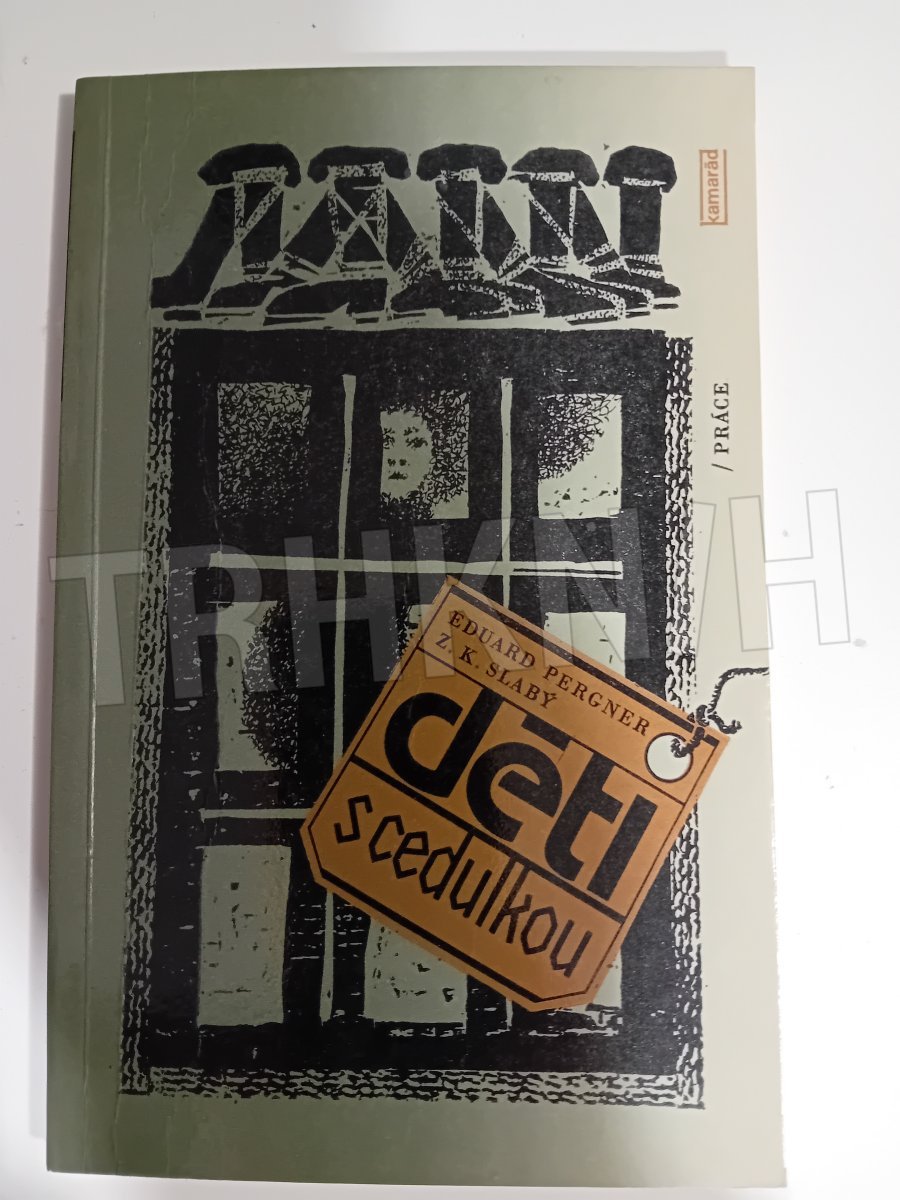 kamarád
/ PRÁCE
EDUARD PERGNER
Z. K. SLABÝ
děti
s cedulkou
TRHKNIH